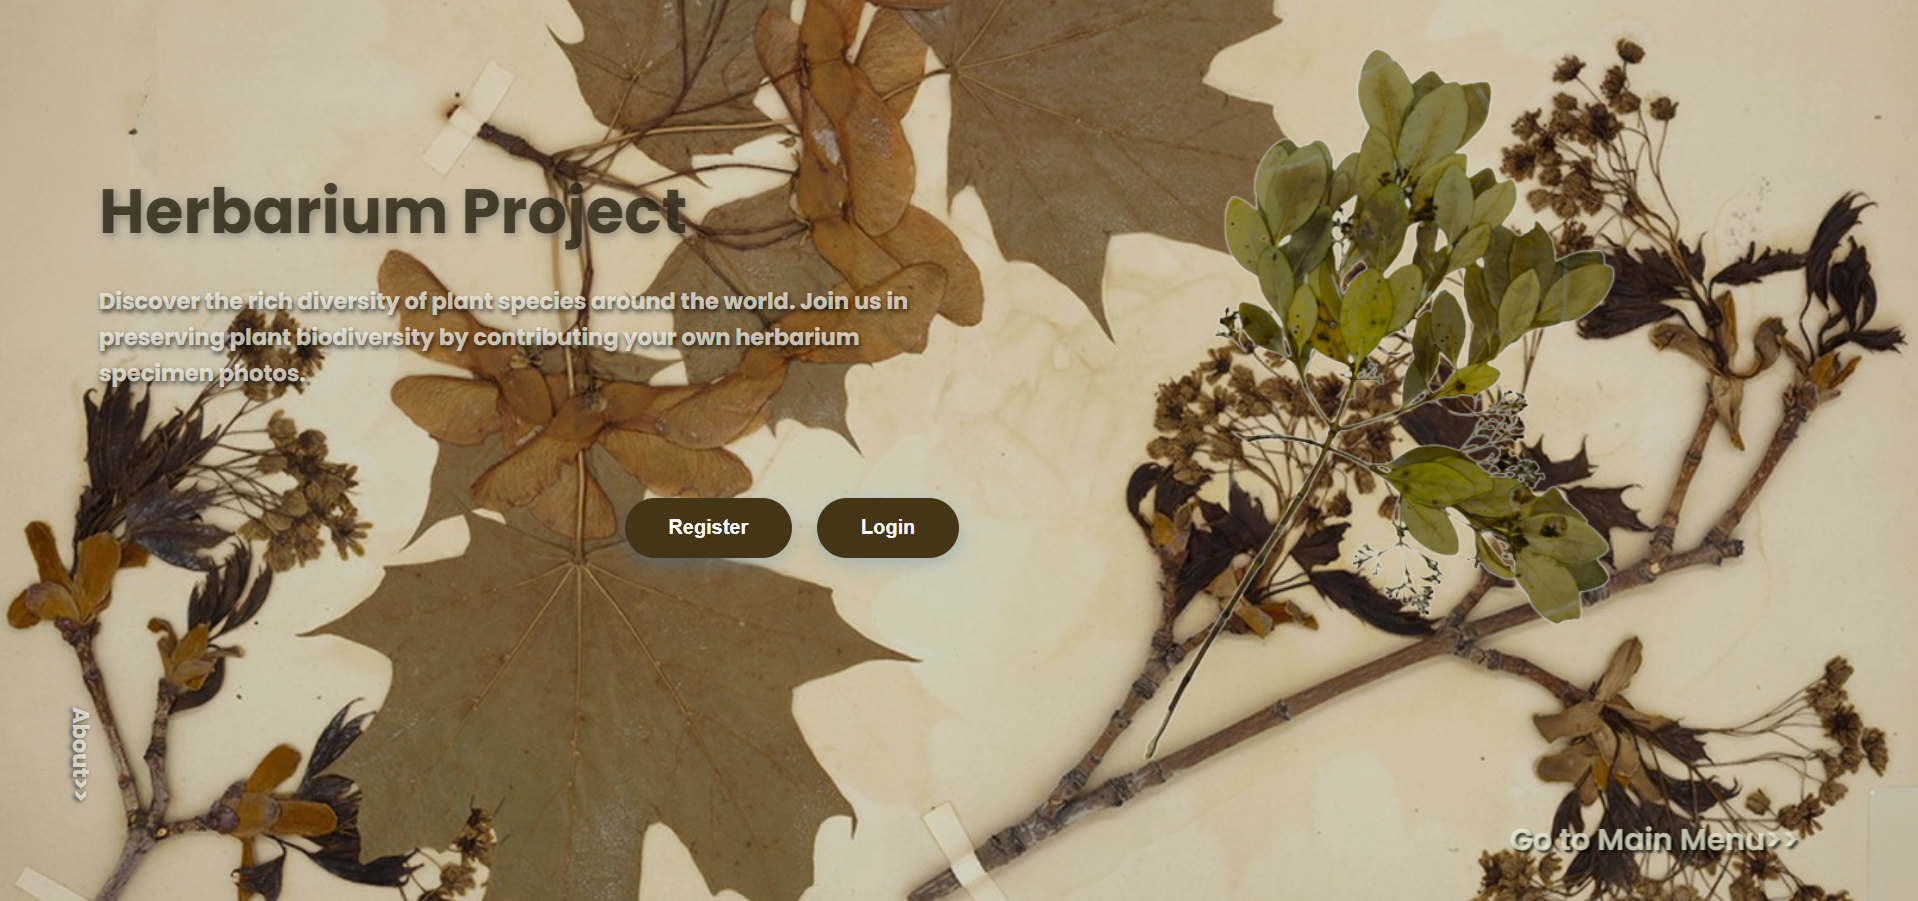 Herbarium Project
Discover the rich diversity of plant species around the world. Join us in
preserving plant biodiversity by contributing your own herbarium
specimen photos.
Register
Login
About>>
Go to Main Menu>>